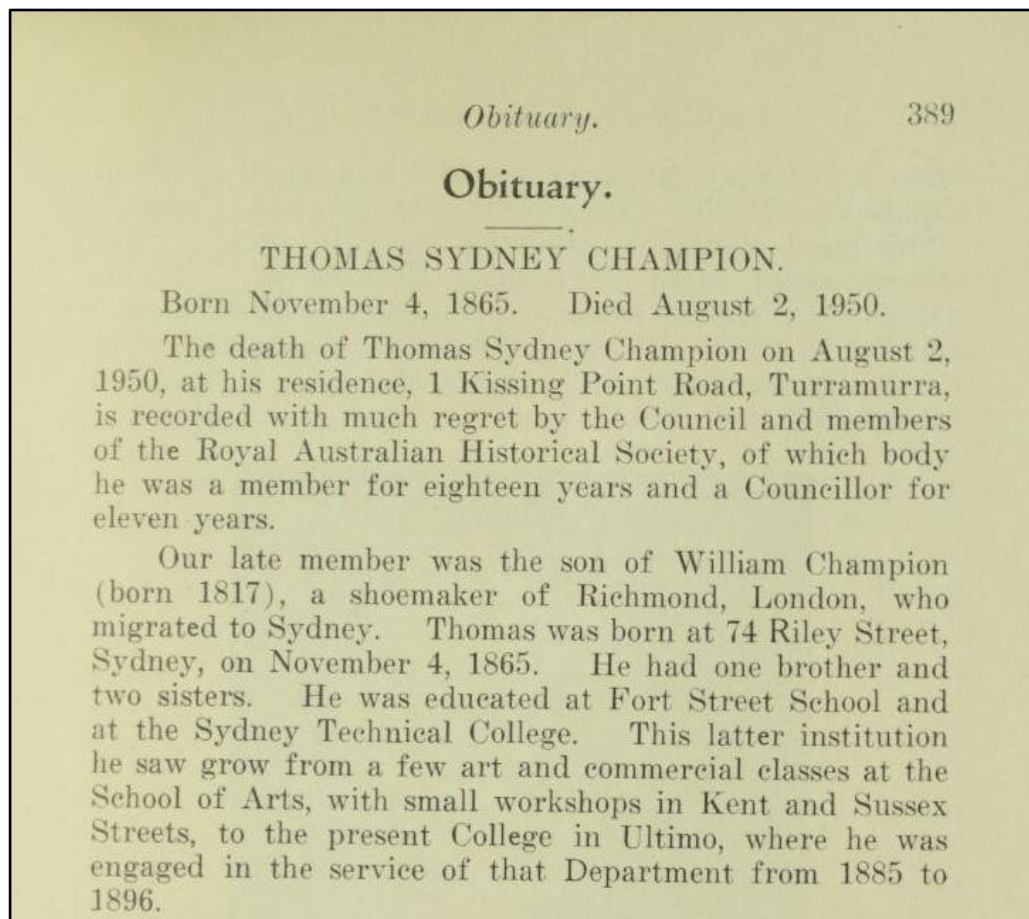 Obituary.
389
Obituary.
THOMAS SYDNEY CHAMPION.
Born November 4, 1865. Died August 2, 1950.
The death of Thomas Sydney Champion on August 2,
1950, at his residence, 1 Kissing Point Road, Turramurra,
is recorded with much regret by the Council and members
of the Royal Australian Historical Society, of which body
he was a member for eighteen years and a Councillor for
eleven years.
Our late member was the son of William Champion
(born 1817), a shoemaker of Richmond, London, who
migrated to Sydney. Thomas was born at 74 Riley Street,
Sydney, on November 4, 1865. He had one brother and
two sisters. He was educated at Fort Street School and
at the Sydney Technical College. This latter institution
he saw grow from a few art and commercial classes at the
School of Arts, with small workshops in Kent and Sussex
Streets, to the present College in Ultimo, where he was
engaged in the service of that Department from 1885 to
1896.